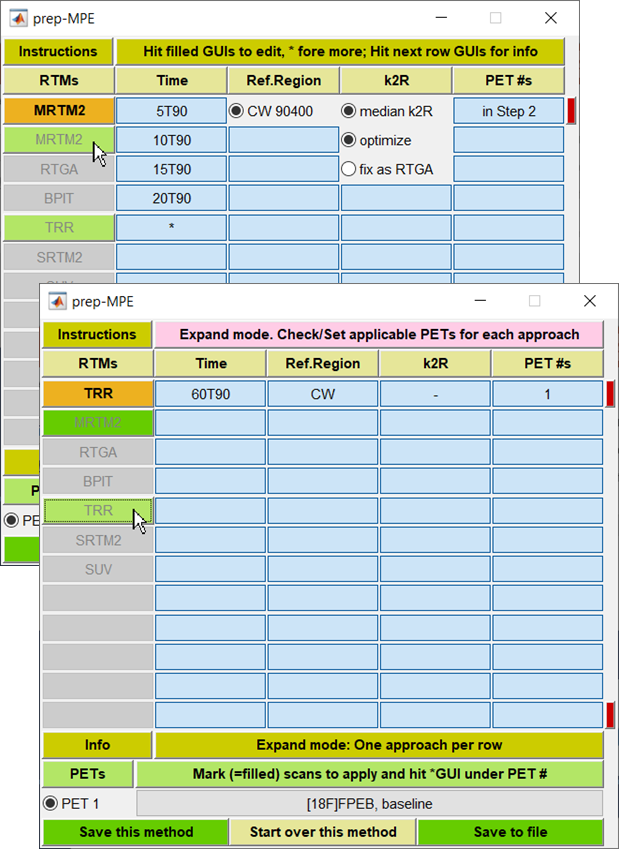 prep-MPE
Instructions Hit filled GUIs to edit, * fore more; Hit next row GUIs for info
RTMs Time Ref.Region k2R PET #s
MRTM2 5T90 CW 90400 median k2R in Step 2
MRTM2 10T90 optimize
RTGA 15T90 fix as RTGA
BPIT 20T90
TRR *
SRTM2
prep-MPE
Instructions Expand mode. Check/Set applicable PETs for each approach
RTMs Time Ref.Region k2R PET #s
TRR 60T90 CW - 1
MRTM2
RTGA
BPIT
TRR
SRTM2
SUV
Info Expand mode: One approach per row
PETs Mark (=filled) scans to apply and hit *GUI under PET #
PET 1 [18F]FPEB, baseline
Save this method Start over this method Save to file